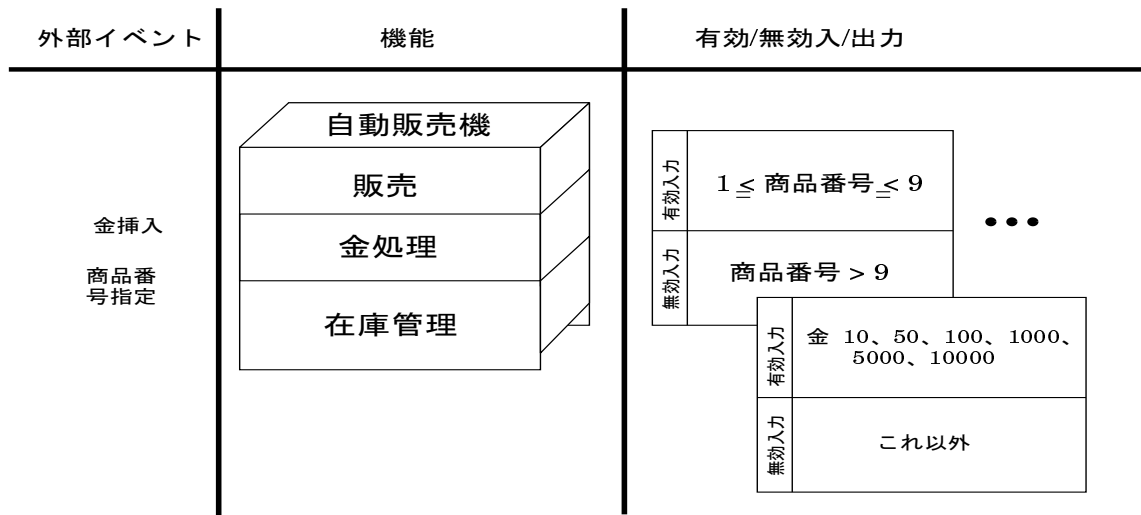 外部イベント
機能
有効/無効入/出力
金挿入
商品番
号指定
自動販売機
販売
金処理
在庫管理
有効入力
1 ≦ 商品番号 ≦ 9
無効入力
商品番号 > 9
•••
有効入力
金 10、50、100、1000、
5000、10000
無効入力
これ以外